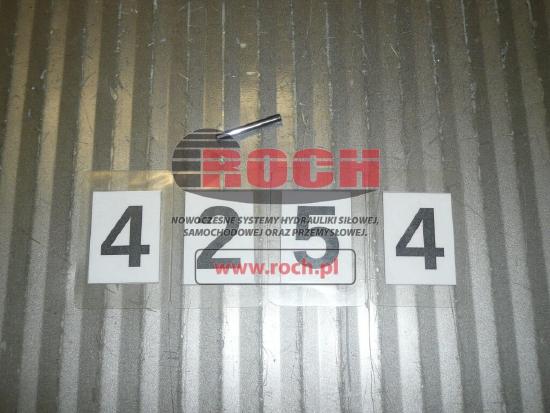 ROCH
NOWOCZESNE SYSTEMY HYDRAULIKI SIŁOWEJ,
SAMOCHODOWEJ ORAZ PRZEMYSŁOWEJ.
4 2 5 4
www.roch.pl